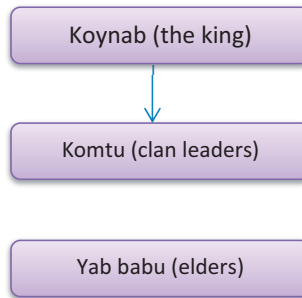 Koynab (the king)
Komtu (clan leaders)
Yab babu (elders)